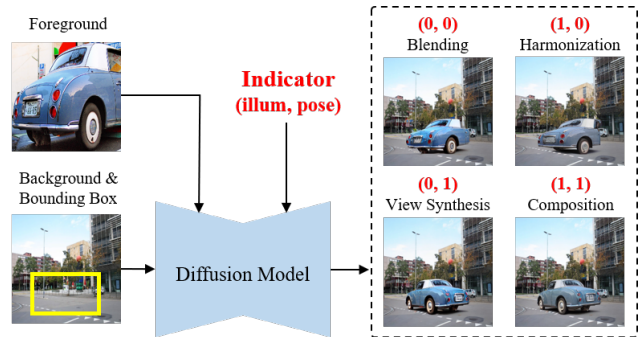 Foreground
Background &
Bounding Box
Indicator
(illum, pose)
Diffusion Model
(0, 0)
Blending
(1, 0)
Harmonization
(0, 1)
View Synthesis
(1, 1)
Composition